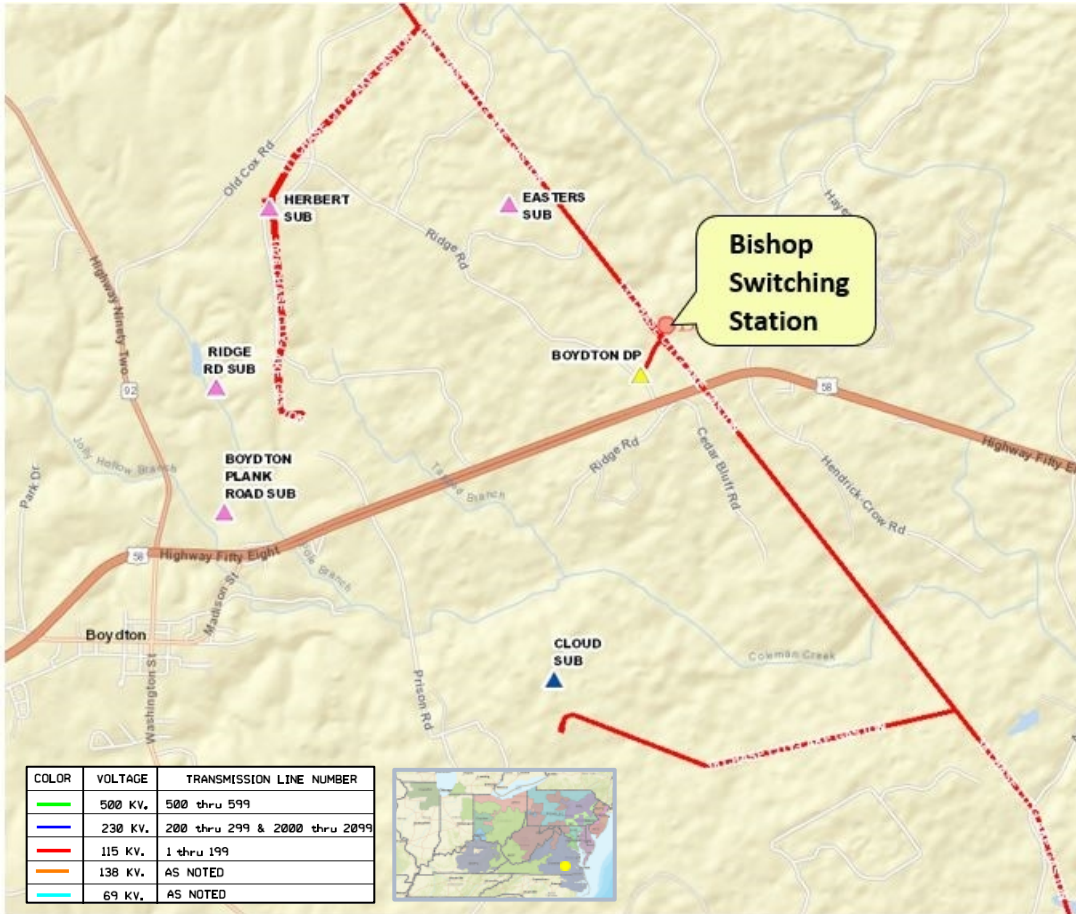 Old Cox Rd
HERBERT
SUB
EASTERS
SUB
Ridge Rd
Highway Ninety Two
92
RIDGE
RD SUB
BOYDTON DP
Bishop
Switching
Station
58
Highway Fifty
Park Dr
Jolly Hollow Branch
BOYDTON
PLANK
ROAD SUB
Ridge Rd
Cedar Bluff Rd
Hendrick-Crow Rd
58
Highway Fifty Eight
Madison St
Boydton
Washington St
Prison Rd
CLOUD
SUB
Coleman Creek
COLOR VOLTAGE TRANSMISSION LINE NUMBER
500 KV. 500 thru 599
230 KV. 200 thru 299 & 2000 thru 2099
115 KV. 1 thru 199
138 KV. AS NOTED
69 KV. AS NOTED